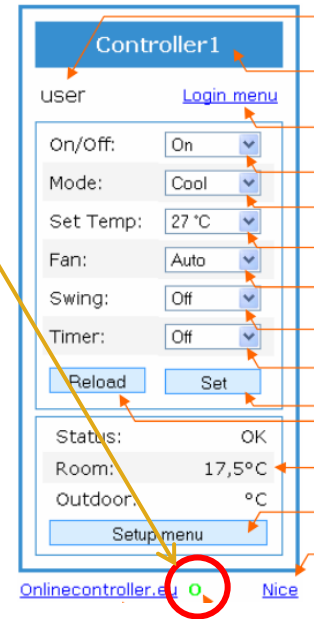 Controller1
user Login menu
On/Off: On
Mode: Cool
Set Temp: 27 °C
Fan: Auto
Swing: Off
Timer: Off
Reload Set
Status: OK
Room: 17,5°C
Outdoor: °C
Setup menu
Onlinecontroller.eu O Nice